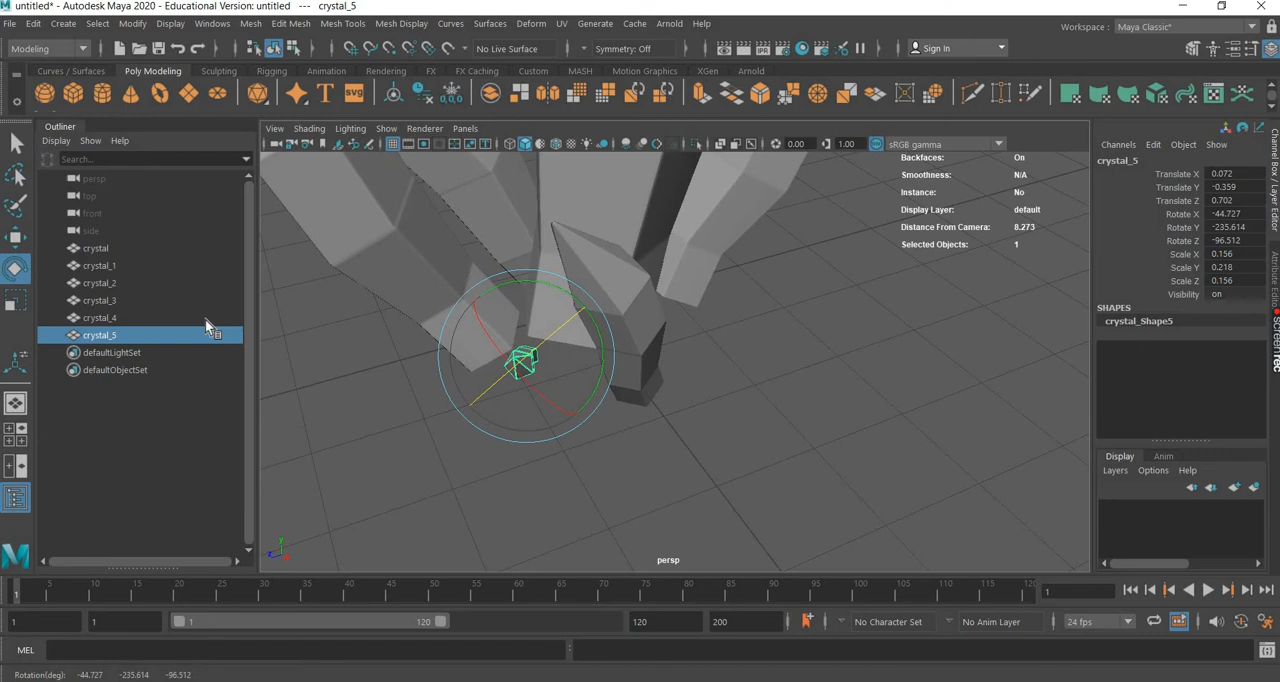 untitled* - Autodesk Maya 2020 - Educational Version: untitled --- crystal_5
File Edit Create Select Modify Display Windows Mesh Edit Mesh Mesh Tools Mesh Display Curves Surfaces Deform UV Generate Cache Arnold Help
Workspace : Maya Classic*
Modeling No Live Surface Symmetry: Off Sign In
Curves / Surfaces Poly Modeling Sculpting Rigging Animation Rendering FX FX Caching Custom MASH Motion Graphics XGen Arnold
Outliner
Display Show Help
Search...
persp
top
front
side
crystal
crystal_1
crystal_2
crystal_3
crystal_4
crystal_5
defaultLightSet
defaultObjectSet
View Shading Lighting Show Renderer Panels
0.00 1.00 sRGB gamma
Backfaces: On
Smoothness: N/A
Instance: No
Display Layer: default
Distance From Camera: 8.273
Selected Objects: 1
persp
Channels Edit Object Show
crystal_5
Translate X 0.072
Translate Y -0.359
Translate Z 0.702
Rotate X -44.727
Rotate Y -235.614
Rotate Z -96.512
Scale X 0.156
Scale Y 0.218
Scale Z 0.156
Visibility on
SHAPES
crystal_Shape5
Display Anim
Layers Options Help
Channel Box / Layer Editor
Attribute Editor
SCREENTEC
5 10 15 20 25 30 35 40 45 50 55 60 65 70 75 80 85 90 95 100 105 110 115 120
1 1
1 1 1 120 120 200 No Character Set No Anim Layer 24 fps
MEL
Rotation(deg): -44.727 -235.614 -96.512